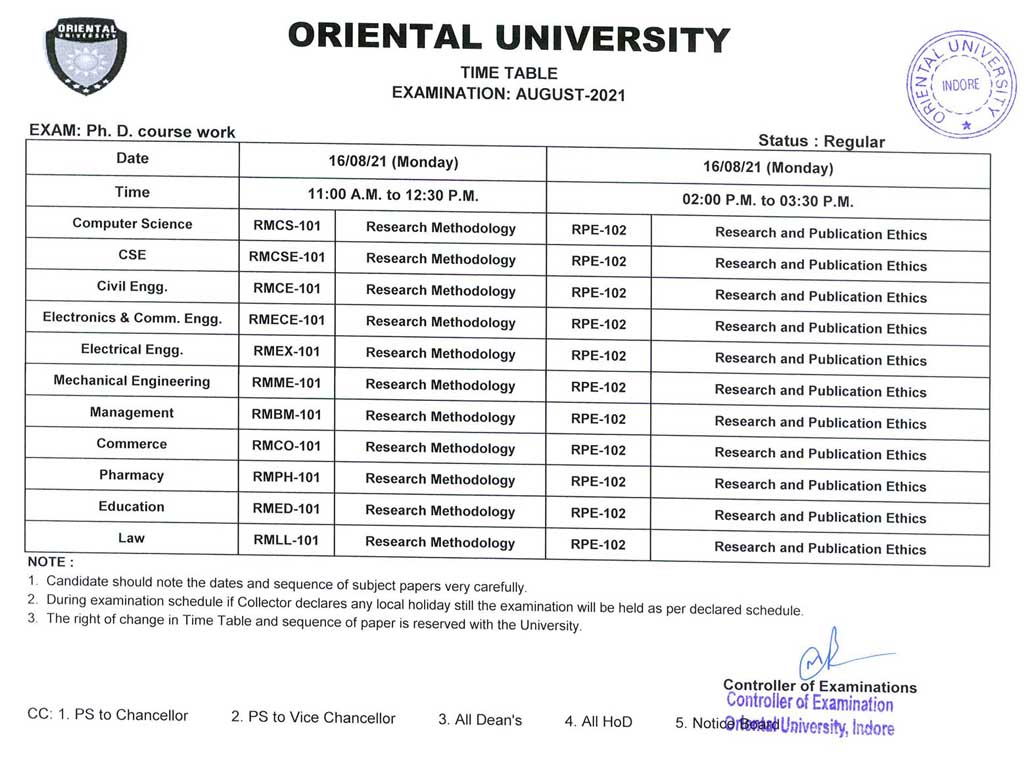 ORIENTAL
UNIVERSITY
ORIENTAL UNIVERSITY
TIME TABLE
EXAMINATION: AUGUST-2021
ORIENTAL UNIVERSITY
INDORE
EXAM: Ph. D. course work
Status : Regular
Date 16/08/21 (Monday) 16/08/21 (Monday)
Time 11:00 A.M. to 12:30 P.M. 02:00 P.M. to 03:30 P.M.
Computer Science RMCS-101 Research Methodology RPE-102 Research and Publication Ethics
CSE RMCSE-101 Research Methodology RPE-102 Research and Publication Ethics
Civil Engg. RMCE-101 Research Methodology RPE-102 Research and Publication Ethics
Electronics & Comm. Engg. RMECE-101 Research Methodology RPE-102 Research and Publication Ethics
Electrical Engg. RMEX-101 Research Methodology RPE-102 Research and Publication Ethics
Mechanical Engineering RMME-101 Research Methodology RPE-102 Research and Publication Ethics
Management RMBM-101 Research Methodology RPE-102 Research and Publication Ethics
Commerce RMCO-101 Research Methodology RPE-102 Research and Publication Ethics
Pharmacy RMPH-101 Research Methodology RPE-102 Research and Publication Ethics
Education RMED-101 Research Methodology RPE-102 Research and Publication Ethics
Law RMLL-101 Research Methodology RPE-102 Research and Publication Ethics
NOTE :
1. Candidate should note the dates and sequence of subject papers very carefully.
2. During examination schedule if Collector declares any local holiday still the examination will be held as per declared schedule.
3. The right of change in Time Table and sequence of paper is reserved with the University.
Controller of Examinations
Controller of Examination
Oriental University, Indore
CC: 1. PS to Chancellor 2. PS to Vice Chancellor 3. All Dean's 4. All HoD 5. Notice Board